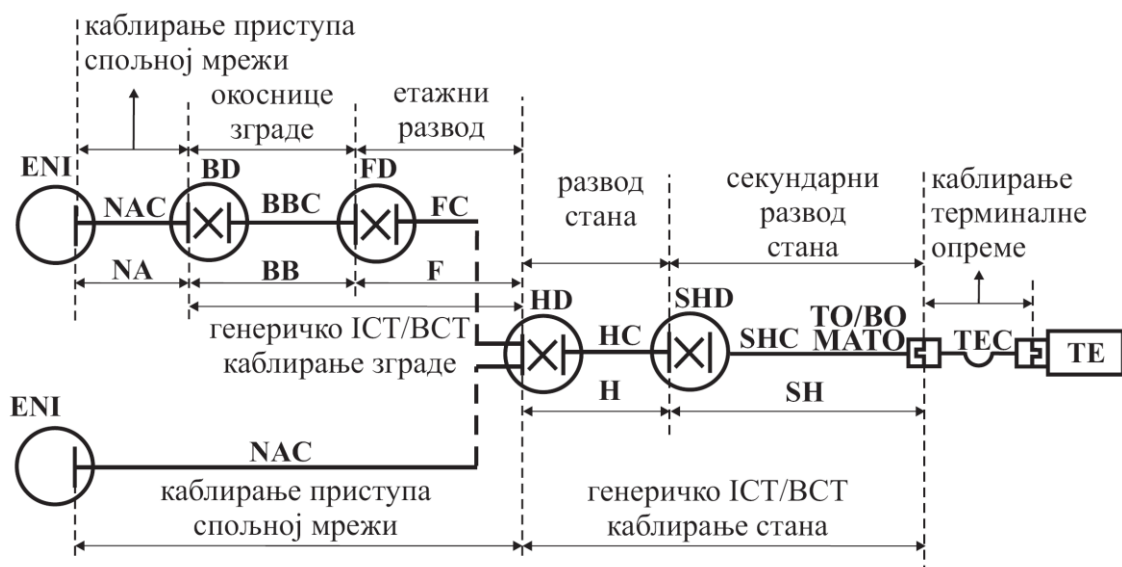 каблирање приступа
спољној мрежи
окоснице
зграде
етажни
развод
ENI
BD
FD
NAC
BBC
FC
развод
стана
секундарни
развод
стана
каблирање
терминалне
опреме
NA
BB
F
HD
SHD
генеричко ICT/BCT
каблирање зграде
HC
SHC
TO/BO
MATO
TEC
TE
H
SH
ENI
NAC
каблирање приступа
спољној мрежи
генеричко ICT/BCT
каблирање стана